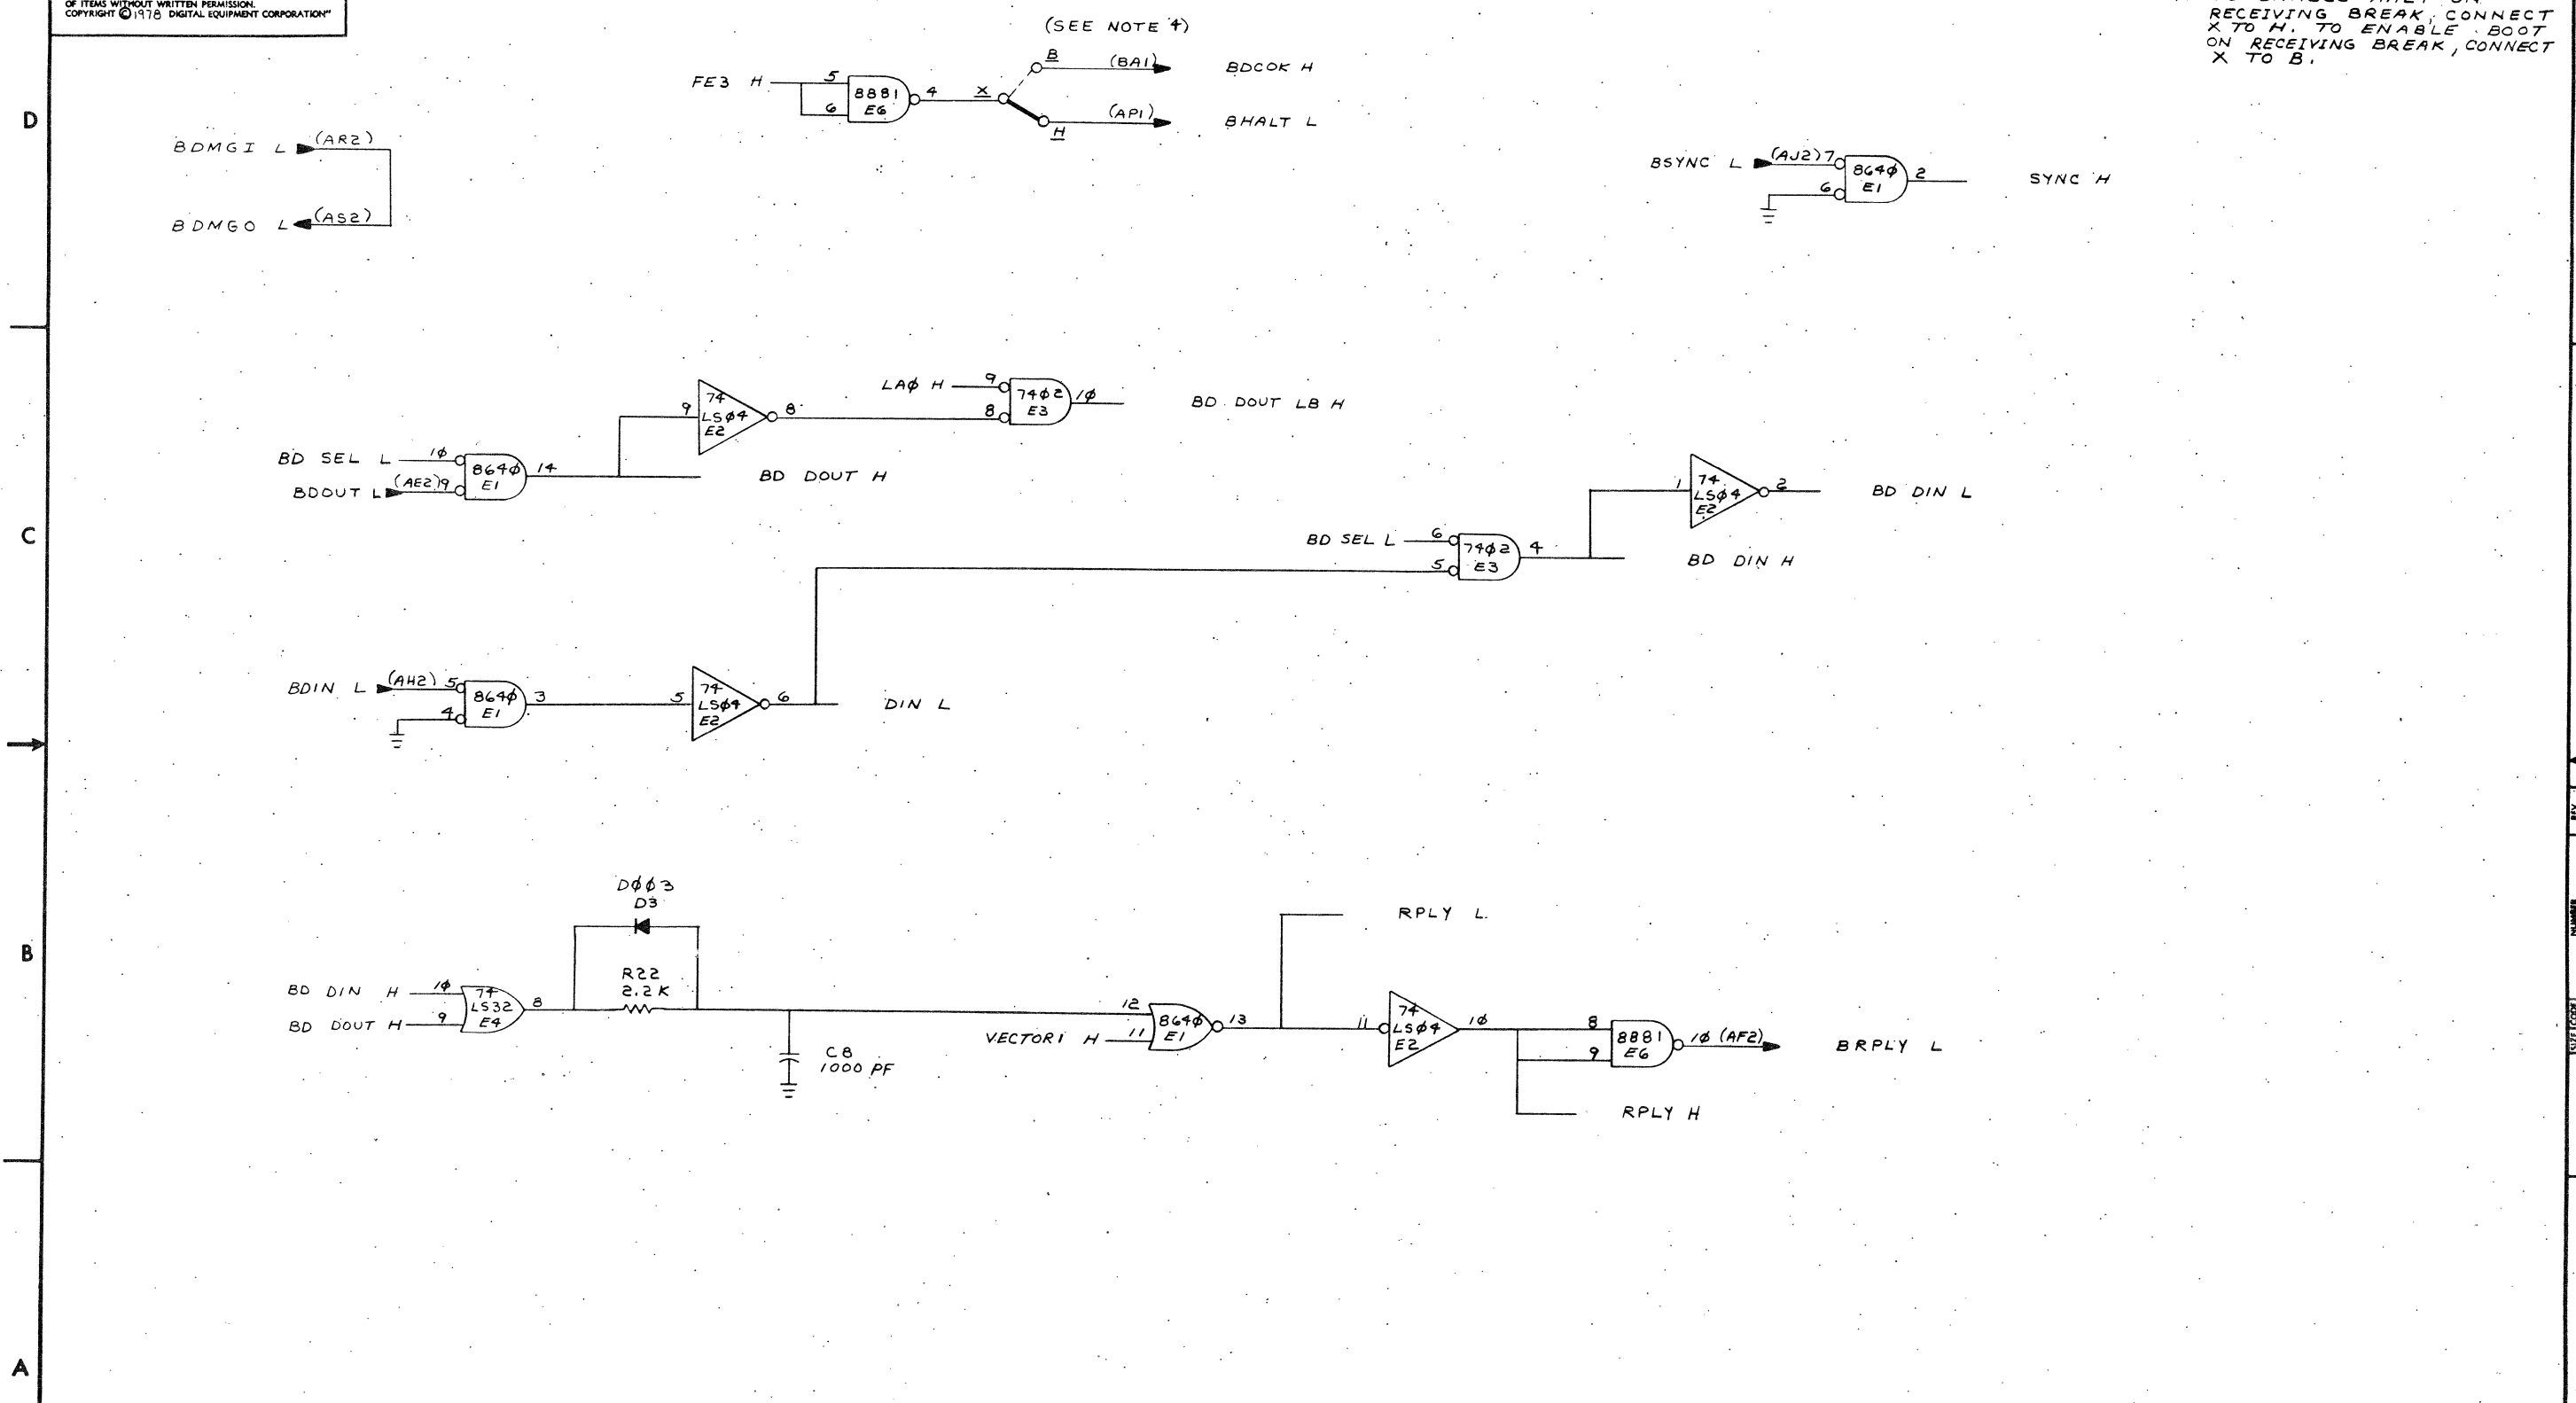 OF ITEMS WITHOUT WRITTEN PERMISSION.
COPYRIGHT © 1978 DIGITAL EQUIPMENT CORPORATION"
RECEIVING BREAK, CONNECT
X TO H. TO ENABLE BOOT
ON RECEIVING BREAK, CONNECT
X TO B.
(SEE NOTE 4)
FE3 H
5
6
8881
E6
4
X
B
(BA1)
BDCOK H
H
(AP1)
BHALT L
D
BDMGI L
(AR2)
BDMGO L
(AS2)
BSYNC L
(AJ2) 7
6
864Ø
E1
2
SYNC H
BD SEL L
1Ø
BDOUT L
(AE2) 9
864Ø
E1
14
BD DOUT H
9
74
LSØ4
E2
8
LAØ H
9
8
74Ø2
E3
1Ø
BD DOUT LB H
C
BD SEL L
6
5
74Ø2
E3
4
BD DIN H
1
74
LSØ4
E2
2
BD DIN L
BDIN L
(AH2) 5
4
864Ø
E1
3
5
74
LSØ4
E2
6
DIN L
B
BD DIN H
1Ø
BD DOUT H
9
74
LS32
E4
8
DØØ3
D3
R22
2.2 K
C8
1000 PF
12
VECTOR1 H
11
864Ø
E1
13
RPLY L
11
74
LSØ4
E2
1Ø
8
9
8881
E6
1Ø (AF2)
BRPLY L
RPLY H
A
REV
NUMBER